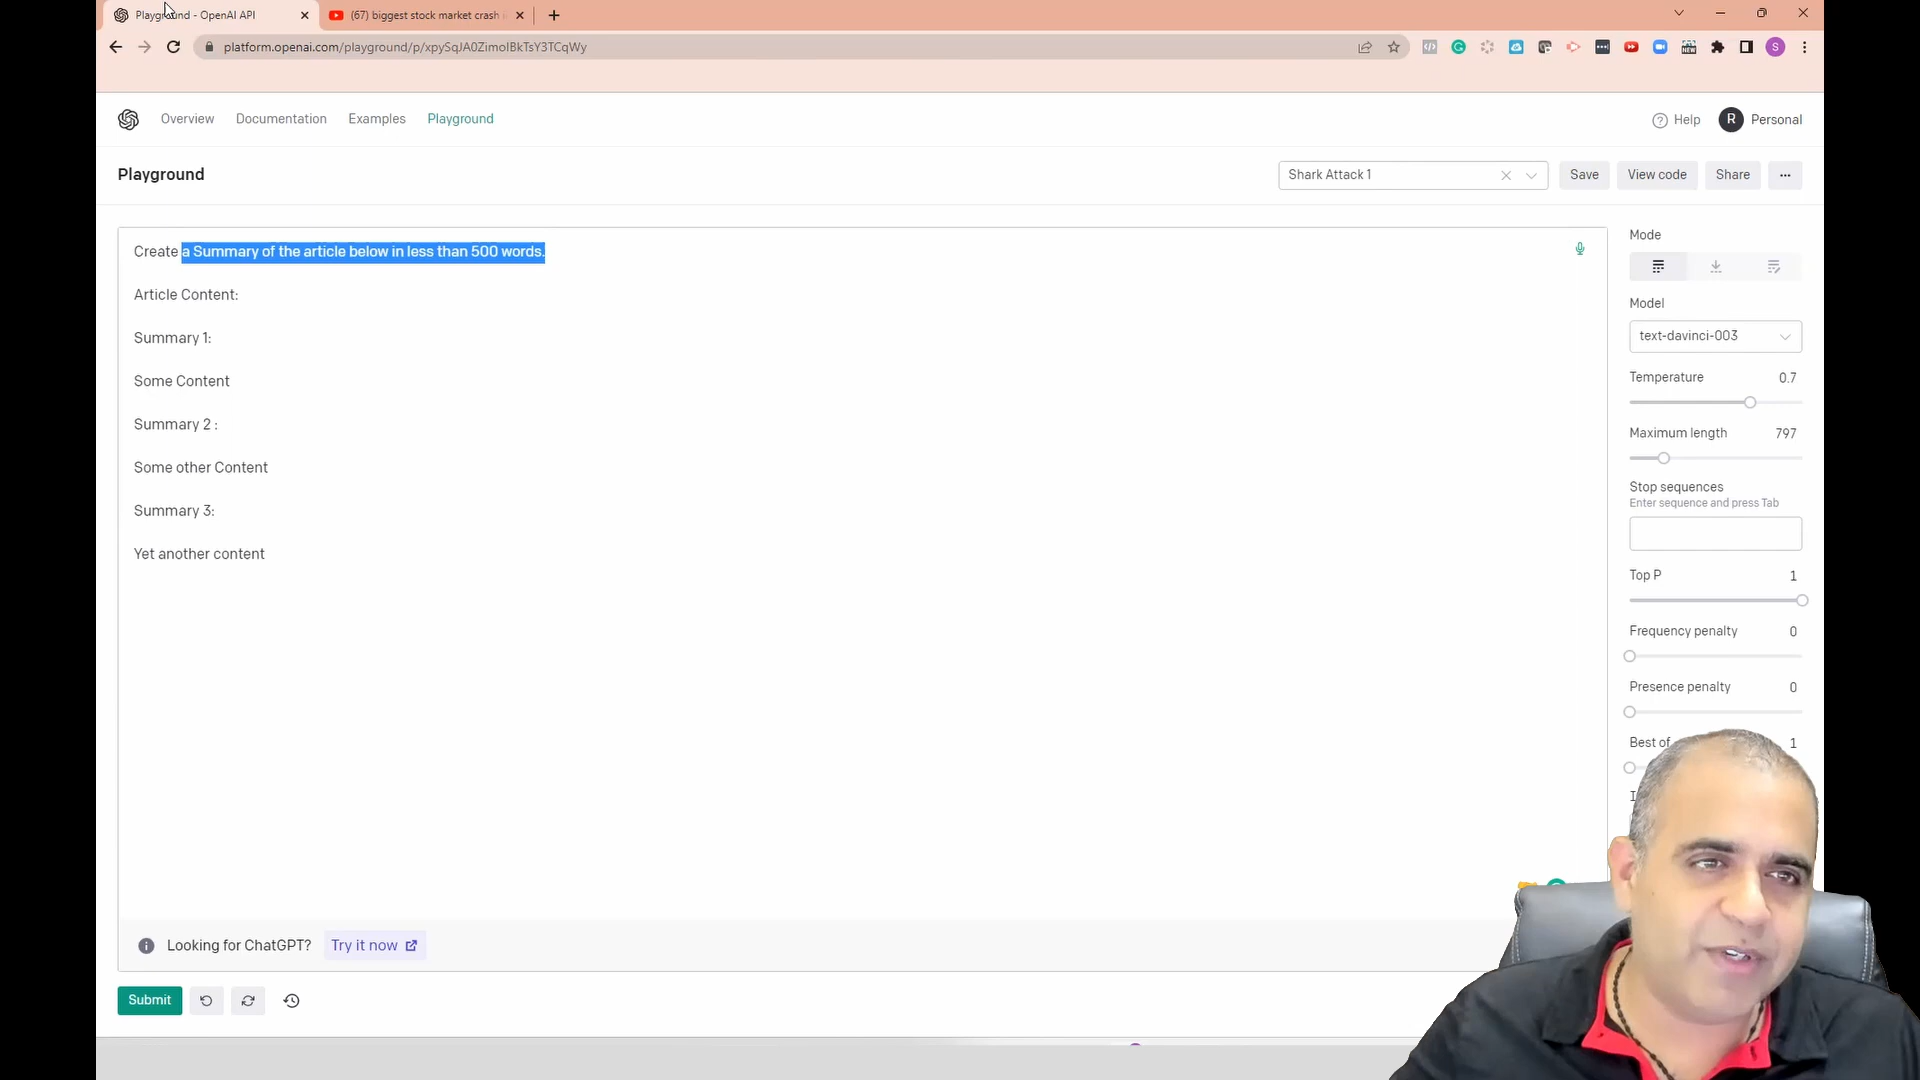 Playground - OpenAI API
(67) biggest stock market crash
platform.openai.com/playground/p/xpySqJA0ZimoIBkTsY3TCqWy
S
Overview
Documentation
Examples
Playground
Help
R
Personal
Playground
Shark Attack 1
Save
View code
Share
Create a Summary of the article below in less than 500 words.
Article Content:
Summary 1:
Some Content
Summary 2 :
Some other Content
Summary 3:
Yet another content
Mode
Model
text-davinci-003
Temperature 0.7
Maximum length 797
Stop sequences
Enter sequence and press Tab
Top P 1
Frequency penalty 0
Presence penalty 0
Best of 1
Looking for ChatGPT? Try it now
Submit